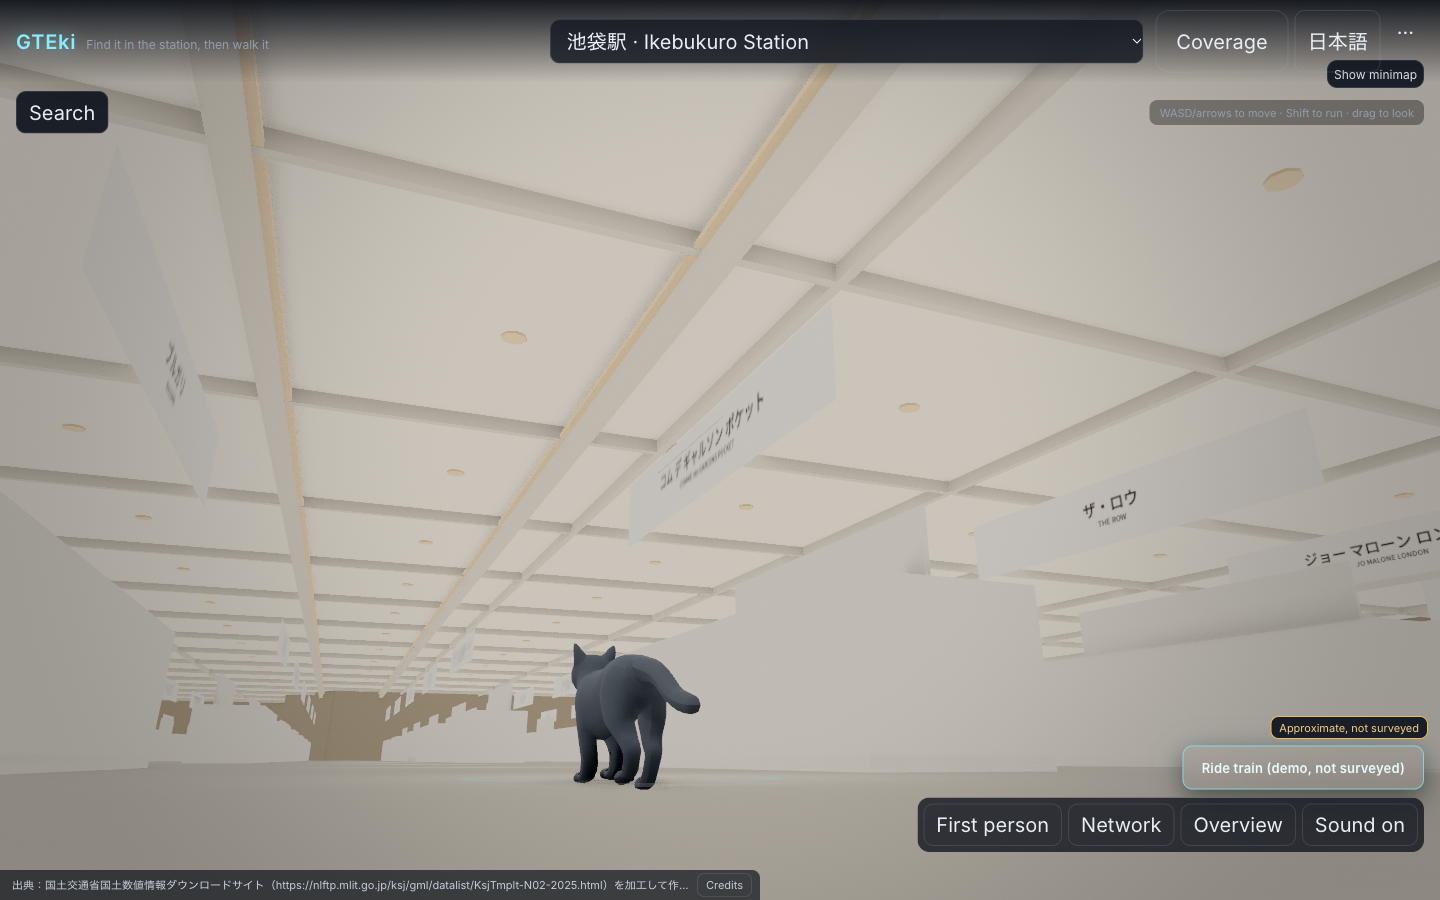 GTEki Find it in the station, then walk it
池袋駅 · Ikebukuro Station
Coverage
日本語
...
Show minimap
Search
WASD/arrows to move · Shift to run · drag to look
コム デ ギャルソン ポケット
COMME DES GARCONS POCKET
ザ・ロウ
THE ROW
ジョー マローン ロン
JO MALONE LONDON
Approximate, not surveyed
Ride train (demo, not surveyed)
First person
Network
Overview
Sound on
出典：国土交通省国土数値情報ダウンロードサイト（https://nlftp.mlit.go.jp/ksj/gml/datalist/KsjTmplt-N02-2025.html）を加工して作...
Credits